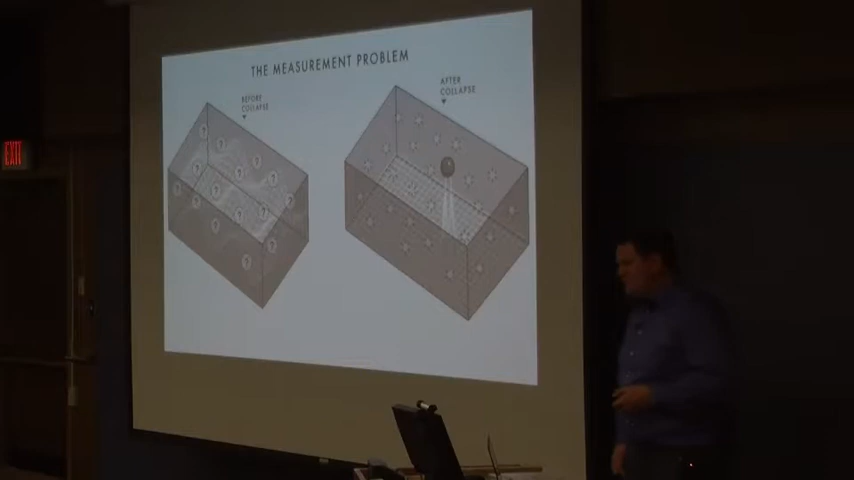 THE MEASUREMENT PROBLEM
BEFORE
COLLAPSE
AFTER
COLLAPSE
EXIT
? ? ? ? ? ? ? ? ? ? ? ? ? ?